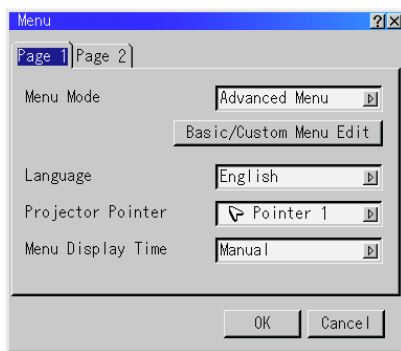 Menu ? ×
Page 1 Page 2
Menu Mode Advanced Menu
Basic/Custom Menu Edit
Language English
Projector Pointer Pointer 1
Menu Display Time Manual
OK Cancel